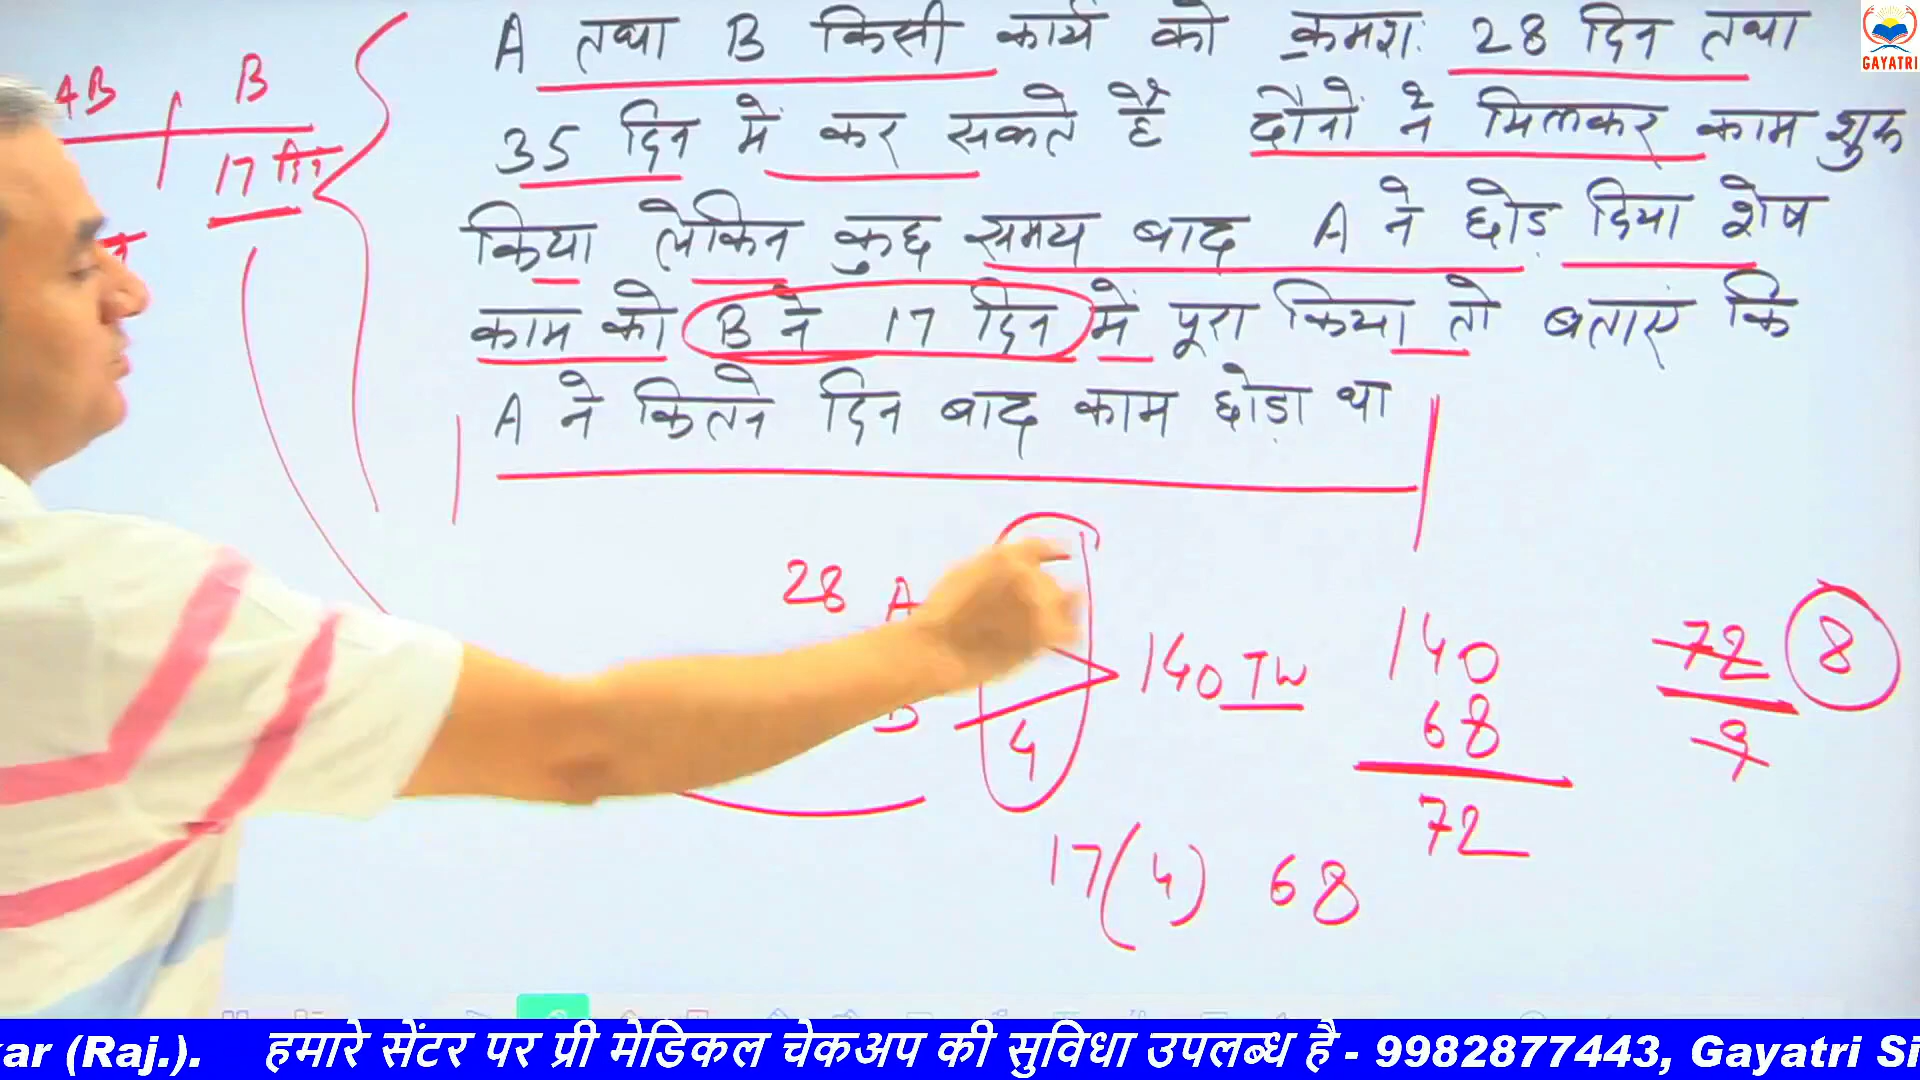 A तथा B किसी कार्य को क्रमशः 28 दिन तथा
35 दिन में कर सकते है दोनों ने मिलकर काम शुरू
किया लेकिन कुछ समय बाद A ने छोड़ दिया शेष
काम को B ने 17 दिन में पूरा किया तो बताएं कि
A ने कितने दिन बाद काम छोड़ा था
AB B
17 दिन
28 A
B 4
140 TW
17(4) 68
140
68
72
72
9
8
GAYATRI
kar (Raj.). हमारे सेंटर पर प्री मेडिकल चेकअप की सुविधा उपलब्ध है - 9982877443, Gayatri Si